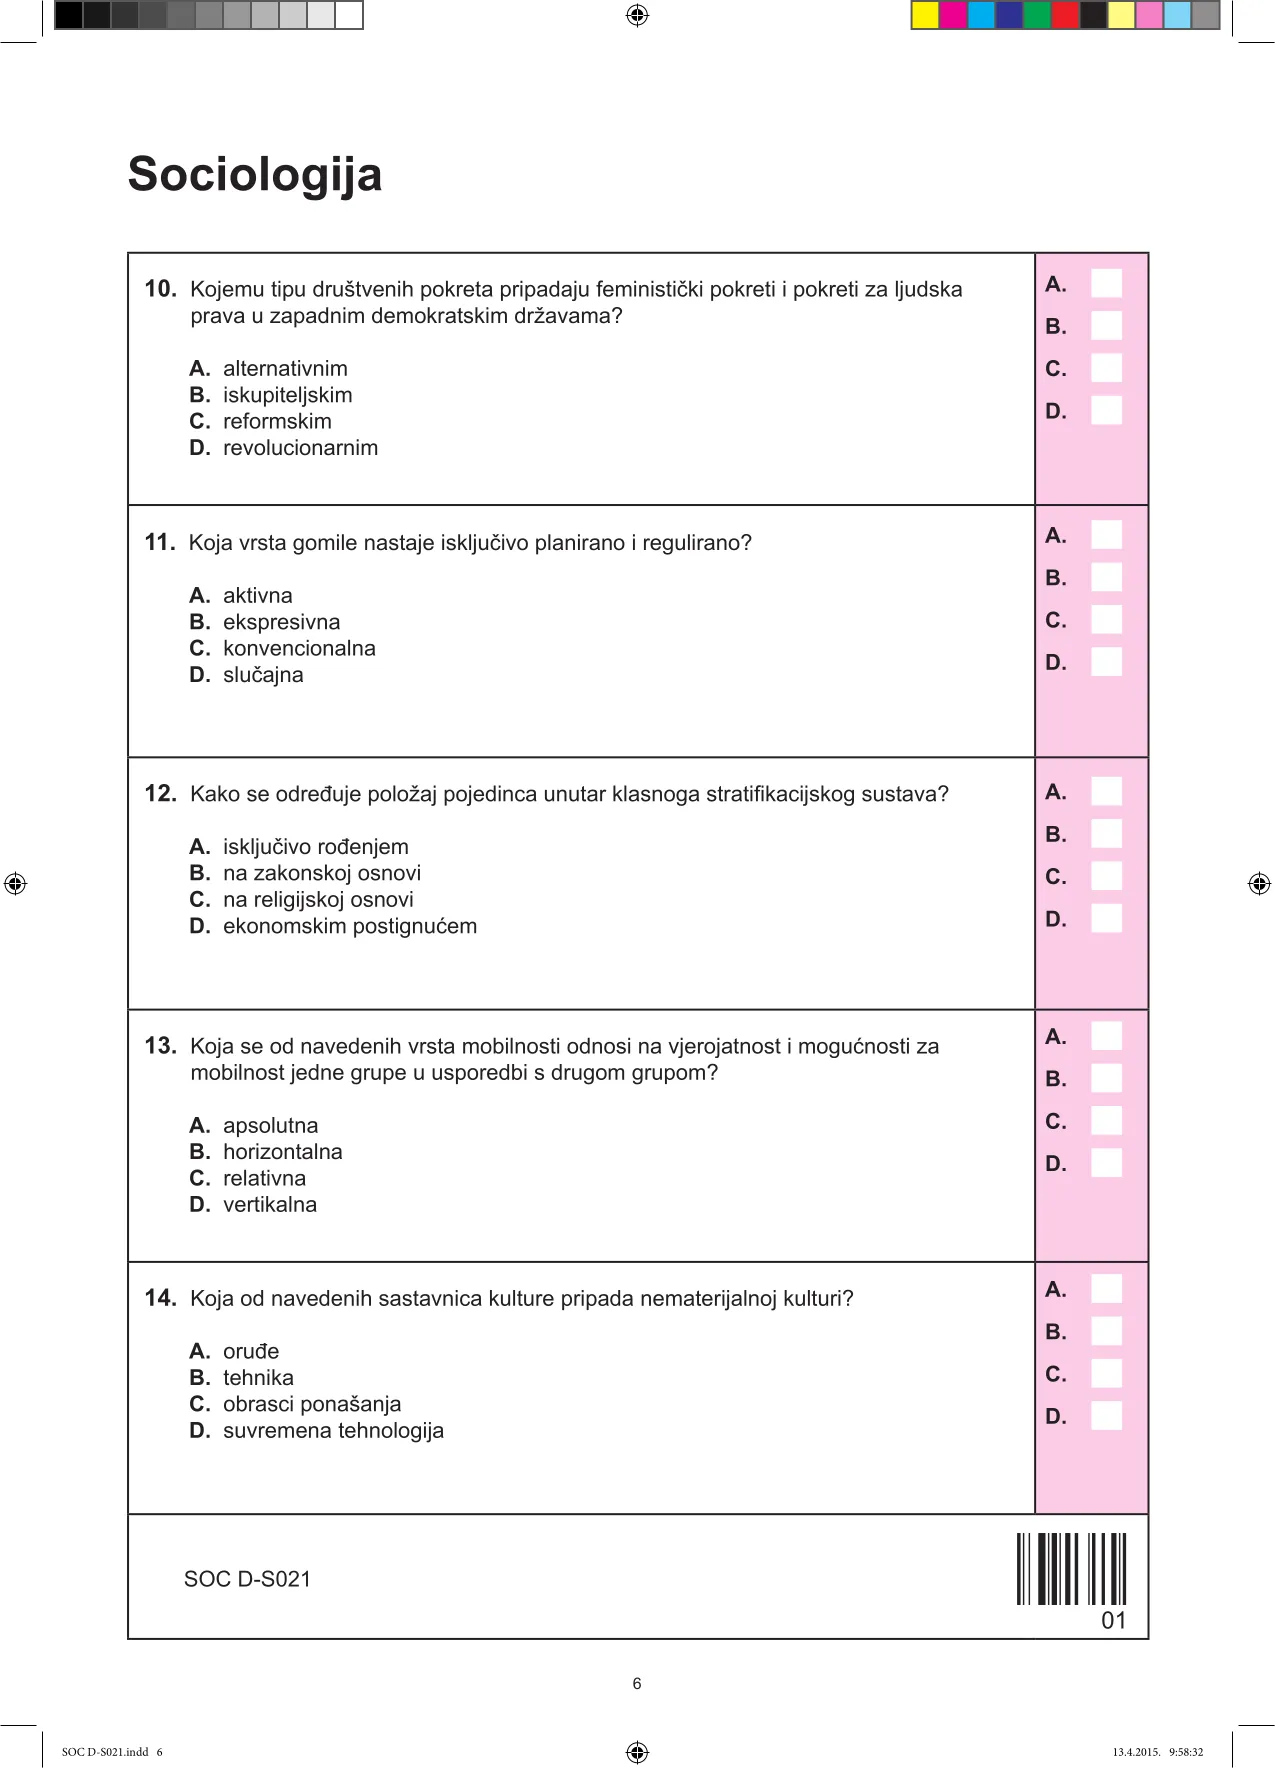 Sociologija
10. Kojemu tipu društvenih pokreta pripadaju feministički pokreti i pokreti za ljudska
prava u zapadnim demokratskim državama?
A. alternativnim
B. iskupiteljskim
C. reformskim
D. revolucionarnim
A.
B.
C.
D.
11. Koja vrsta gomile nastaje isključivo planirano i regulirano?
A. aktivna
B. ekspresivna
C. konvencionalna
D. slučajna
A.
B.
C.
D.
12. Kako se određuje položaj pojedinca unutar klasnoga stratifikacijskog sustava?
A. isključivo rođenjem
B. na zakonskoj osnovi
C. na religijskoj osnovi
D. ekonomskim postignućem
A.
B.
C.
D.
13. Koja se od navedenih vrsta mobilnosti odnosi na vjerojatnost i mogućnosti za
mobilnost jedne grupe u usporedbi s drugom grupom?
A. apsolutna
B. horizontalna
C. relativna
D. vertikalna
A.
B.
C.
D.
14. Koja od navedenih sastavnica kulture pripada nematerijalnoj kulturi?
A. oruđe
B. tehnika
C. obrasci ponašanja
D. suvremena tehnologija
A.
B.
C.
D.
SOC D-S021
01
6
SOC D-S021.indd 6
13.4.2015. 9:58:32